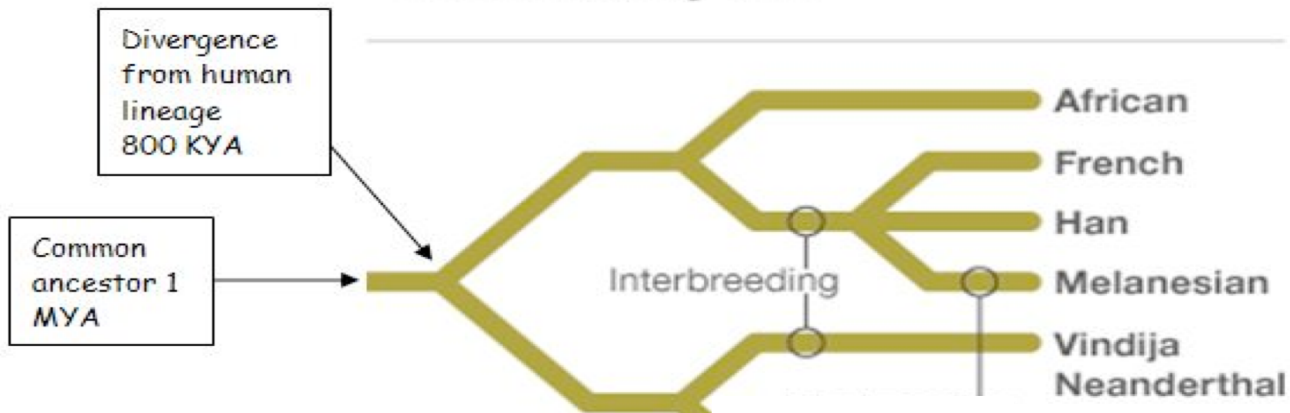 Divergence
from human
lineage
800 KYA
African
French
Han
Common
ancestor 1
MYA
Interbreeding
Melanesian
Vindija
Neanderthal